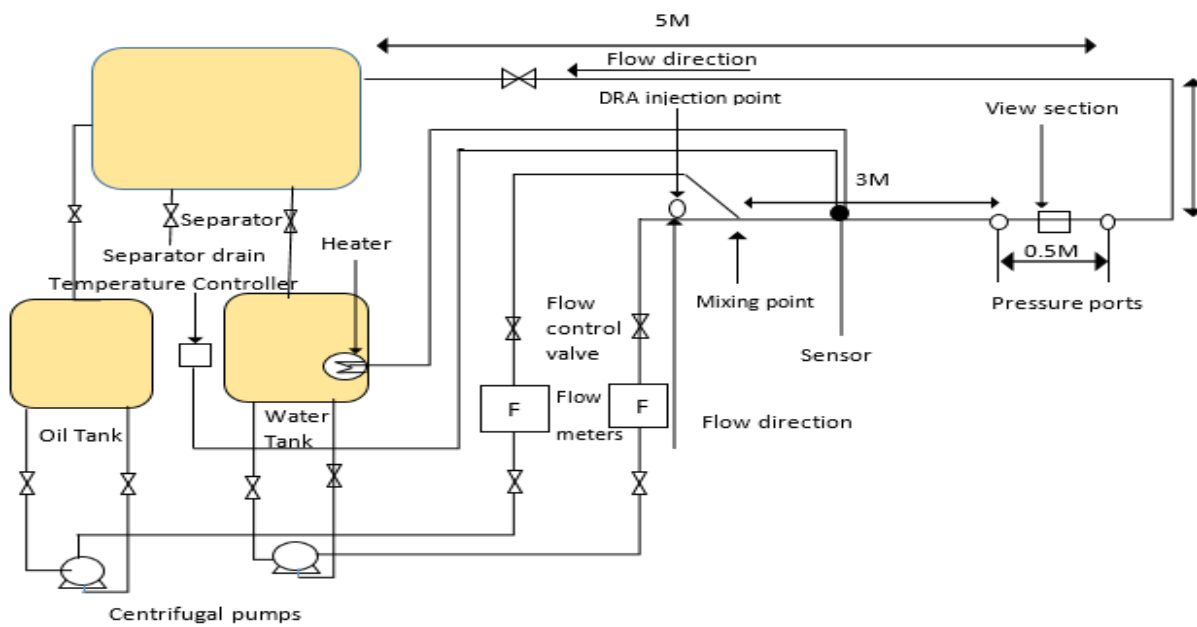 5M
Flow direction
DRA injection point
View section
3M
Separator
Separator drain
Heater
Temperature Controller
0.5M
Mixing point
Pressure ports
Flow
control
valve
Sensor
F
Flow
meters
F
Oil Tank
Water
Tank
Flow direction
Centrifugal pumps